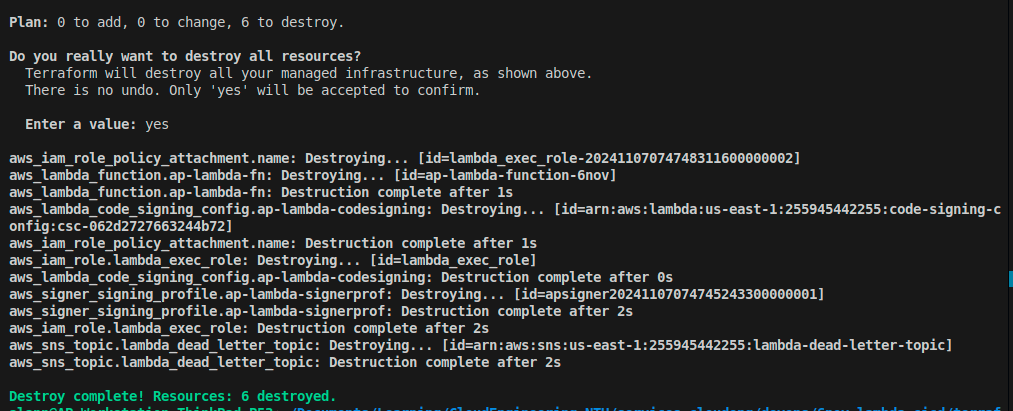 Plan: 0 to add, 0 to change, 6 to destroy.
Do you really want to destroy all resources?
Terraform will destroy all your managed infrastructure, as shown above.
There is no undo. Only 'yes' will be accepted to confirm.
Enter a value: yes
aws_iam_role_policy_attachment.name: Destroying... [id=lambda_exec_role-20241107074748311600000002]
aws_lambda_function.ap-lambda-fn: Destroying... [id=ap-lambda-function-6nov]
aws_lambda_function.ap-lambda-fn: Destruction complete after 1s
aws_lambda_code_signing_config.ap-lambda-codesigning: Destroying... [id=arn:aws:lambda:us-east-1:255945442255:code-signing-c
onfig:csc-062d2727663244b72]
aws_iam_role_policy_attachment.name: Destruction complete after 1s
aws_iam_role.lambda_exec_role: Destroying... [id=lambda_exec_role]
aws_lambda_code_signing_config.ap-lambda-codesigning: Destruction complete after 0s
aws_signer_signing_profile.ap-lambda-signerprof: Destroying... [id=apsigner20241107074745243300000001]
aws_signer_signing_profile.ap-lambda-signerprof: Destruction complete after 2s
aws_iam_role.lambda_exec_role: Destruction complete after 2s
aws_sns_topic.lambda_dead_letter_topic: Destroying... [id=arn:aws:sns:us-east-1:255945442255:lambda-dead-letter-topic]
aws_sns_topic.lambda_dead_letter_topic: Destruction complete after 2s
Destroy complete! Resources: 6 destroyed.